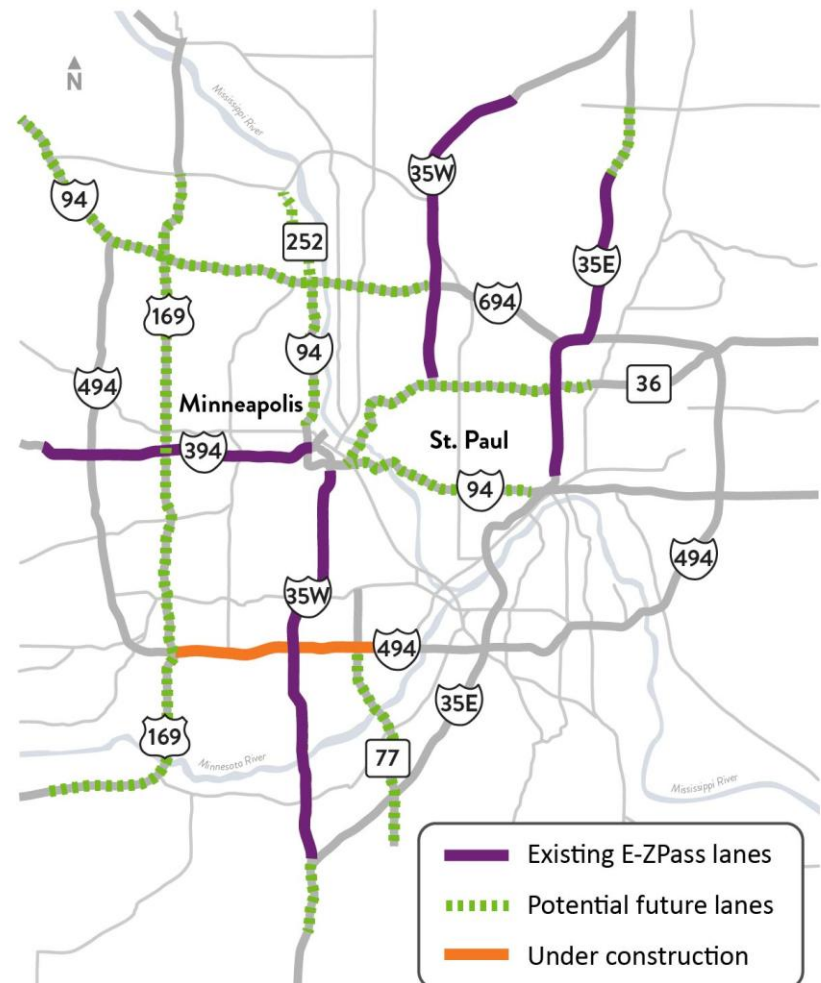 N
Mississippi River
35W
94
252
35E
694
169
94
494
36
Minneapolis
St. Paul
394
94
494
35W
494
35E
169
77
Minnesota River
Mississippi River
Existing E-ZPass lanes
Potential future lanes
Under construction